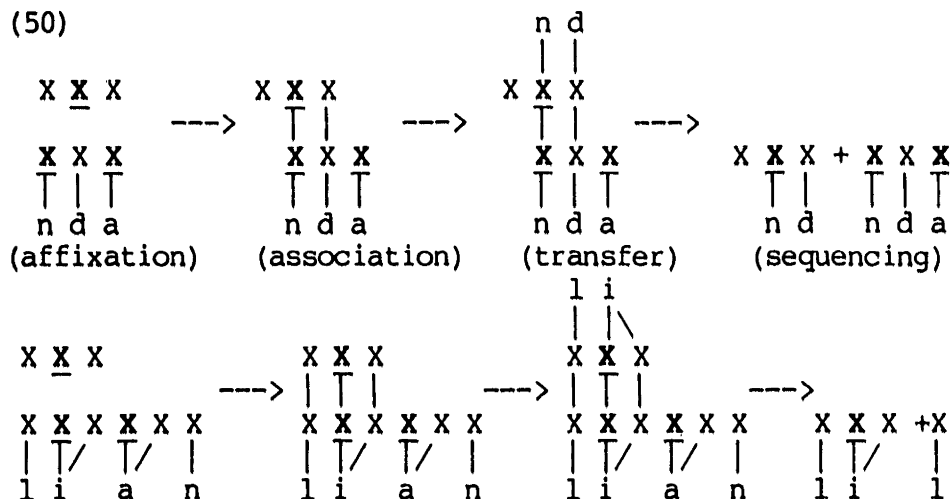 (50)
n d
X X X ---> X X X ---> X X X --->
X X X X X X X X X X X X + X X X
n d a n d a n d a n d n d a
(affixation) (association) (transfer) (sequencing)
l i
X X X ---> X X X ---> X X X --->
X X X X X X X X X X X X X X X X X X X X X +X
l i a n l i a n l i a n l i l